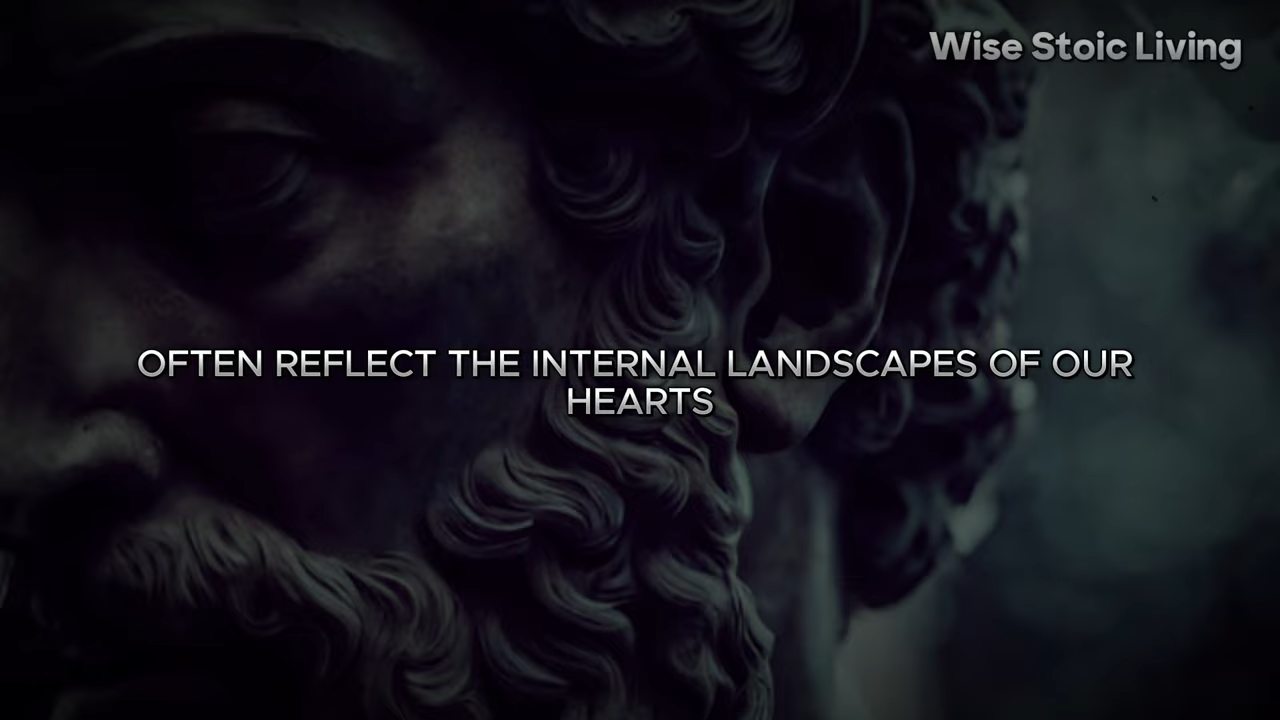 Wise Stoic Living
OFTEN REFLECT THE INTERNAL LANDSCAPES OF OUR
HEARTS